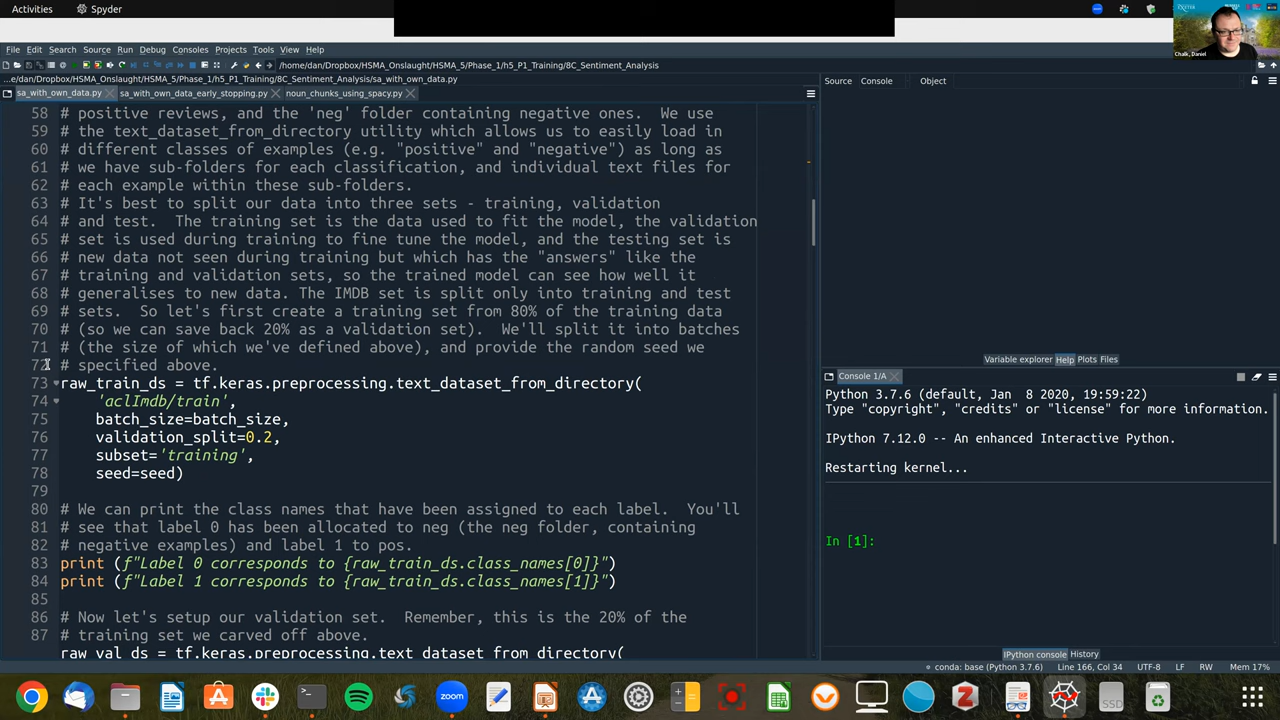 Activities
Spyder
File Edit Search Source Run Debug Consoles Projects Tools View Help
/home/dan/Dropbox/HSMA_Onslaught/HSMA_5/Phase_1/h5_P1_Training/8C_Sentiment_Analysis
...e/dan/Dropbox/HSMA_Onslaught/HSMA_5/Phase_1/h5_P1_Training/8C_Sentiment_Analysis/sa_with_own_data.py
sa_with_own_data.py
sa_with_own_data_early_stopping.py
noun_chunks_using_spacy.py
58 # positive reviews, and the 'neg' folder containing negative ones.  We use
59 # the text_dataset_from_directory utility which allows us to easily load in
60 # different classes of examples (e.g. "positive" and "negative") as long as
61 # we have sub-folders for each classification, and individual text files for
62 # each example within these sub-folders.
63 # It's best to split our data into three sets - training, validation
64 # and test.  The training set is the data used to fit the model, the validation
65 # set is used during training to fine tune the model, and the testing set is
66 # new data not seen during training but which has the "answers" like the
67 # training and validation sets, so the trained model can see how well it
68 # generalises to new data. The IMDB set is split only into training and test
69 # sets.  So let's first create a training set from 80% of the training data
70 # (so we can save back 20% as a validation set).  We'll split it into batches
71 # (the size of which we've defined above), and provide the random seed we
72 # specified above.
73 raw_train_ds = tf.keras.preprocessing.text_dataset_from_directory(
74     'aclImdb/train',
75     batch_size=batch_size,
76     validation_split=0.2,
77     subset='training',
78     seed=seed)
79
80 # We can print the class names that have been assigned to each label.  You'll
81 # see that label 0 has been allocated to neg (the neg folder, containing
82 # negative examples) and label 1 to pos.
83 print (f"Label 0 corresponds to {raw_train_ds.class_names[0]}")
84 print (f"Label 1 corresponds to {raw_train_ds.class_names[1]}")
85
86 # Now let's setup our validation set.  Remember, this is the 20% of the
87 # training set we carved off above.
raw_val_ds = tf.keras.preprocessing.text_dataset_from_directory(
Chalk, Daniel
Source Console Object
Variable explorer Help Plots Files
Console 1/A
Python 3.7.6 (default, Jan  8 2020, 19:59:22)
Type "copyright", "credits" or "license" for more information.
IPython 7.12.0 -- An enhanced Interactive Python.
Restarting kernel...
In [1]:
IPython console History
conda: base (Python 3.7.6) Line 166, Col 34 UTF-8 LF RW Mem 17%
zoom
SSD